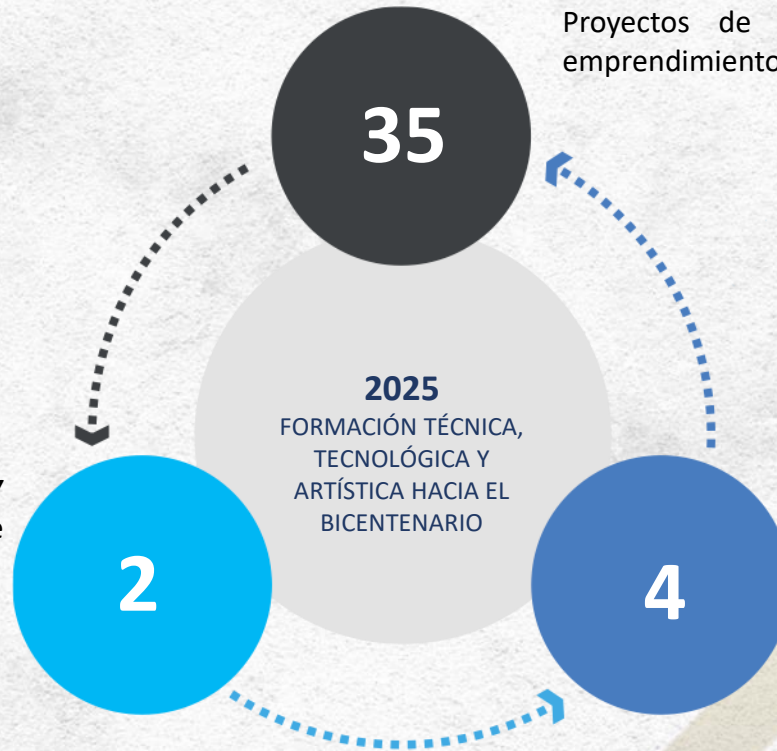 Proyectos de
emprendimiento
35
2025
FORMACIÓN TÉCNICA,
TECNOLÓGICA Y
ARTÍSTICA HACIA EL
BICENTENARIO
2
4